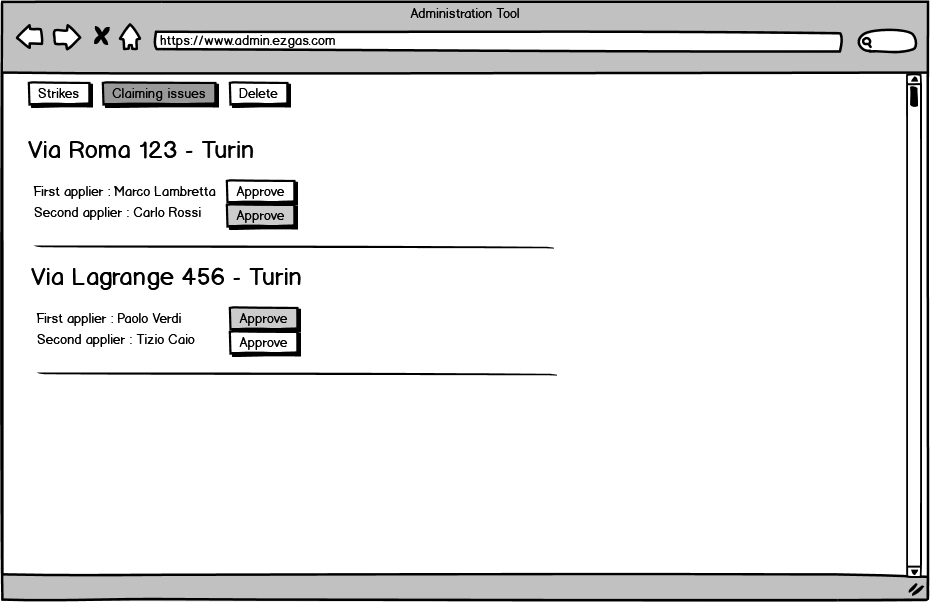 Administration Tool
https://www.admin.ezgas.com
Strikes Claiming issues Delete
Via Roma 123 - Turin
First applier : Marco Lambretta Approve
Second applier : Carlo Rossi Approve
Via Lagrange 456 - Turin
First applier : Paolo Verdi Approve
Second applier : Tizio Caio Approve